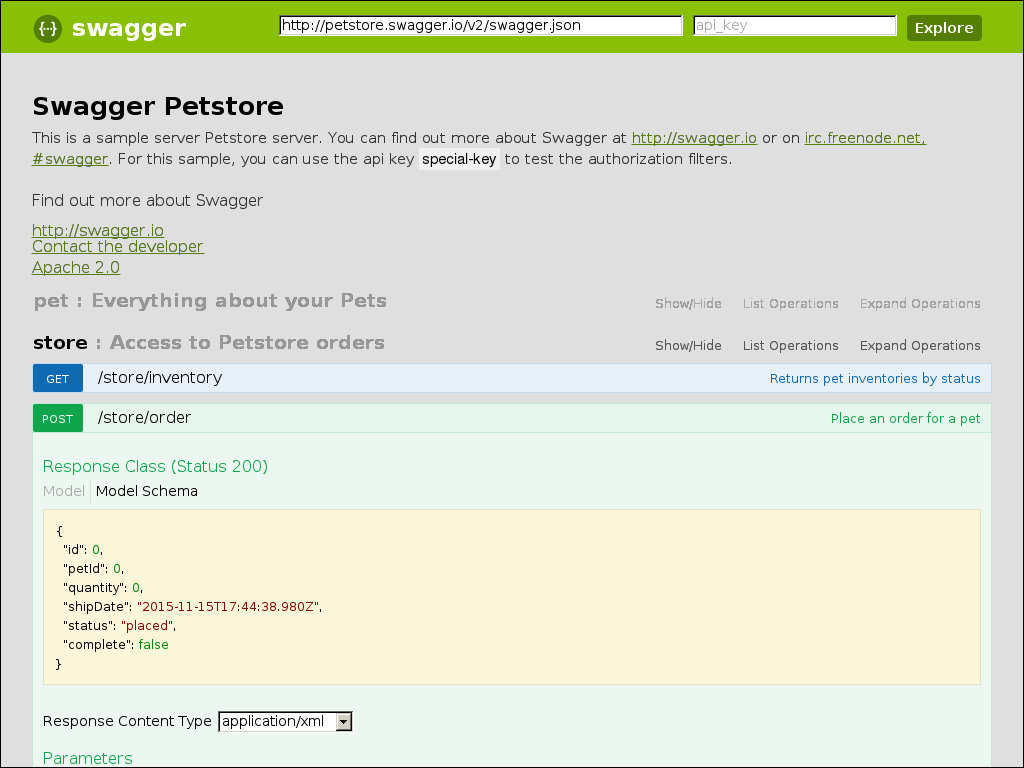 {··} swagger http://petstore.swagger.io/v2/swagger.json api_key Explore
Swagger Petstore
This is a sample server Petstore server. You can find out more about Swagger at http://swagger.io or on irc.freenode.net,
#swagger. For this sample, you can use the api key special-key to test the authorization filters.
Find out more about Swagger
http://swagger.io
Contact the developer
Apache 2.0
pet : Everything about your Pets Show/Hide List Operations Expand Operations
store : Access to Petstore orders Show/Hide List Operations Expand Operations
GET /store/inventory Returns pet inventories by status
POST /store/order Place an order for a pet
Response Class (Status 200)
Model Model Schema
{
"id": 0,
"petId": 0,
"quantity": 0,
"shipDate": "2015-11-15T17:44:38.980Z",
"status": "placed",
"complete": false
}
Response Content Type application/xml
Parameters